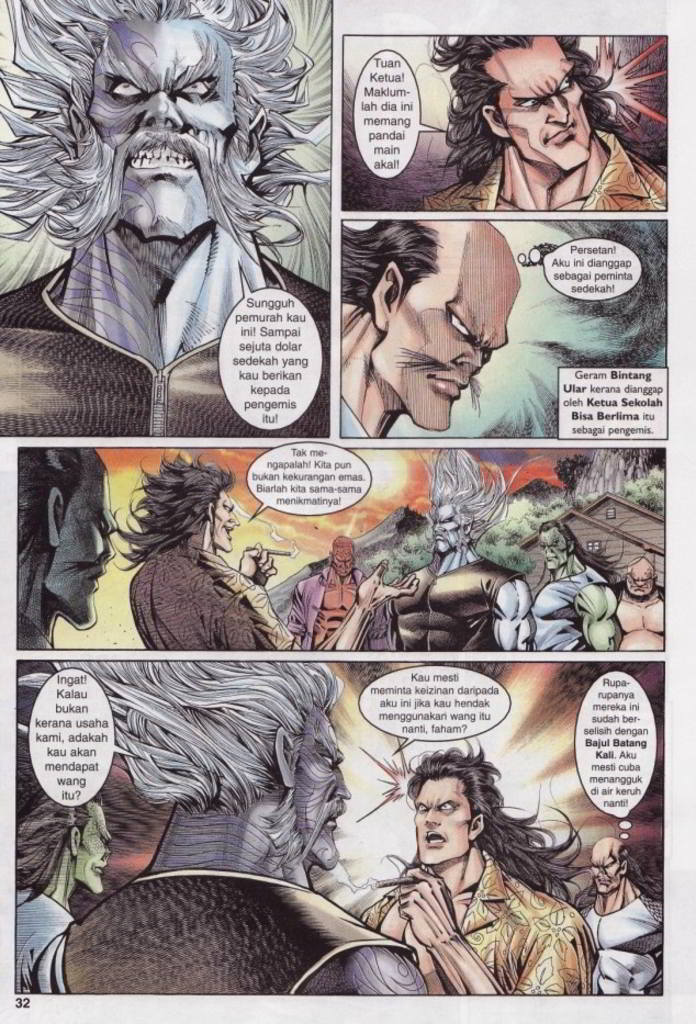 Sungguh
pemurah kau
ini! Sampai
sejuta dolar
sedekah yang
kau berikan
kepada
pengemis
itu!
Tuan
Ketua!
Maklum-
lah dia ini
memang
pandai
main
akal!
Persetan!
Aku ini dianggap
sebagai peminta
sedekah!
Geram Bintang
Ular kerana dianggap
oleh Ketua Sekolah
Bisa Berlima itu
sebagai pengemis.
Tak me-
ngapalah! Kita pun
bukan kekurangan emas.
Biarlah kita sama-sama
menikmatinya!
Ingat!
Kalau
bukan
kerana usaha
kami, adakah
kau akan
mendapat
wang
itu?
Kau mesti
meminta keizinan daripada
aku ini jika kau hendak
menggunakan wang itu
nanti, faham?
Rupa-
rupanya
mereka ini
sudah ber-
selisih dengan
Bajul Batang
Kali. Aku
mesti cuba
menangguk
di air keruh
nanti!
32